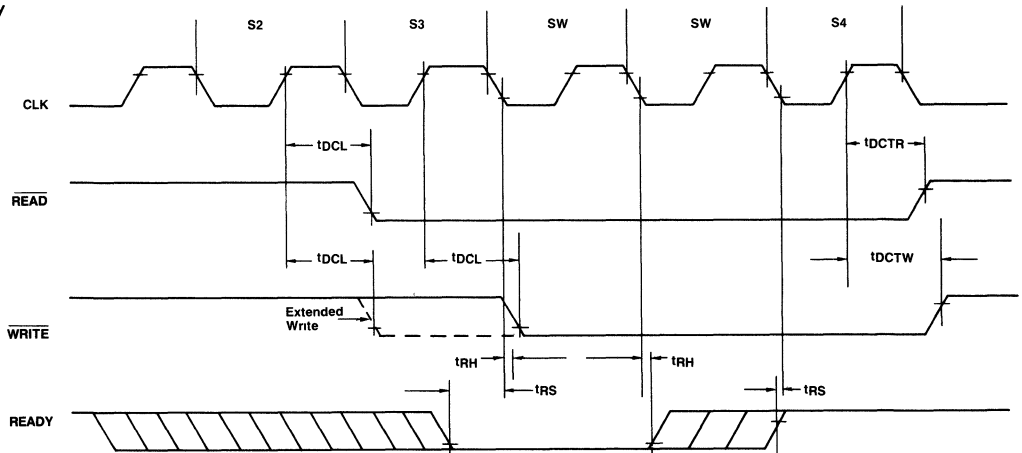 S2 S3 SW SW S4
CLK
tDCL tDCTR
READ
tDCL tDCL tDCTW
Extended
Write
WRITE
tRH tRH
tRS tRS
READY